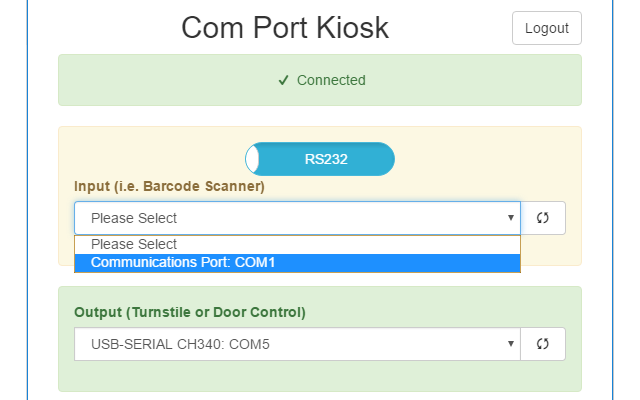 Com Port Kiosk
Logout
✓ Connected
RS232
Input (i.e. Barcode Scanner)
Please Select
Please Select
Communications Port: COM1
Output (Turnstile or Door Control)
USB-SERIAL CH340: COM5